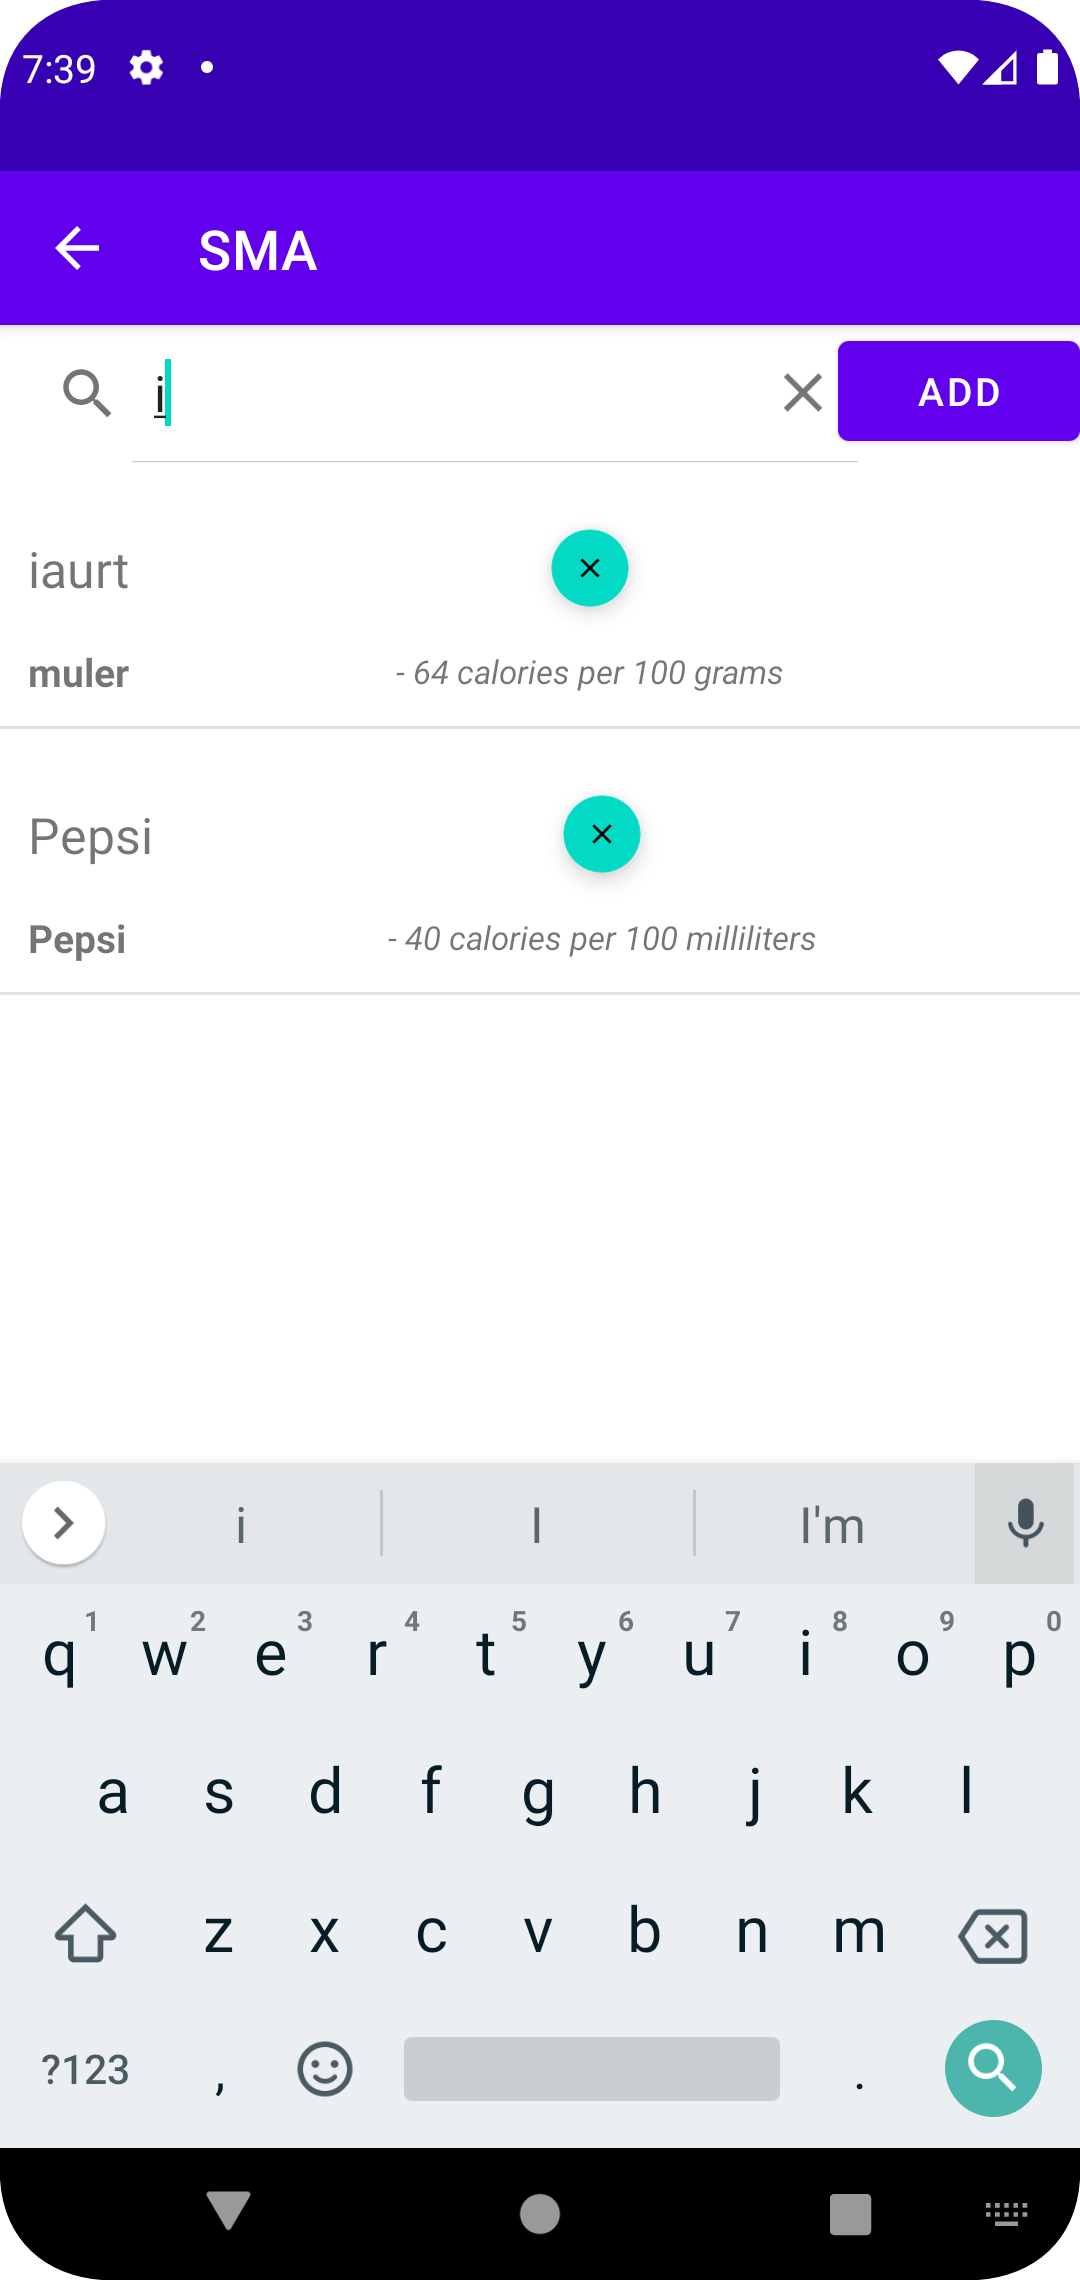 7:39
SMA
i
ADD
iaurt
muler - 64 calories per 100 grams
Pepsi
Pepsi - 40 calories per 100 milliliters
i I I'm
q 1 w 2 e 3 r 4 t 5 y 6 u 7 i 8 o 9 p 0
a s d f g h j k l
z x c v b n m
?123 , .